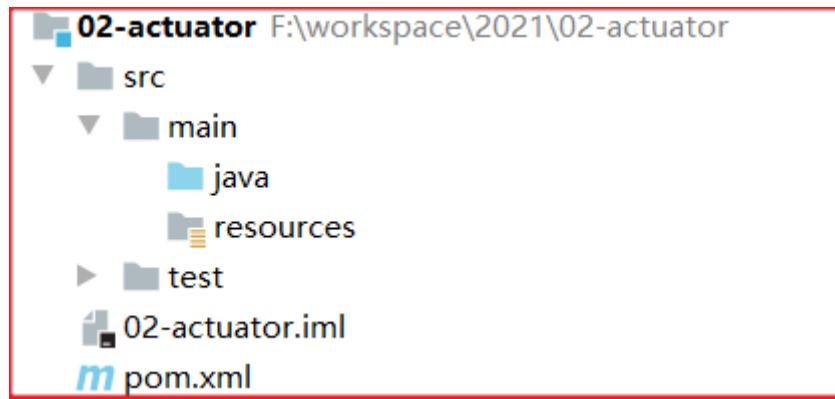 02-actuator F:\workspace\2021\02-actuator
src
main
java
resources
test
02-actuator.iml
pom.xml